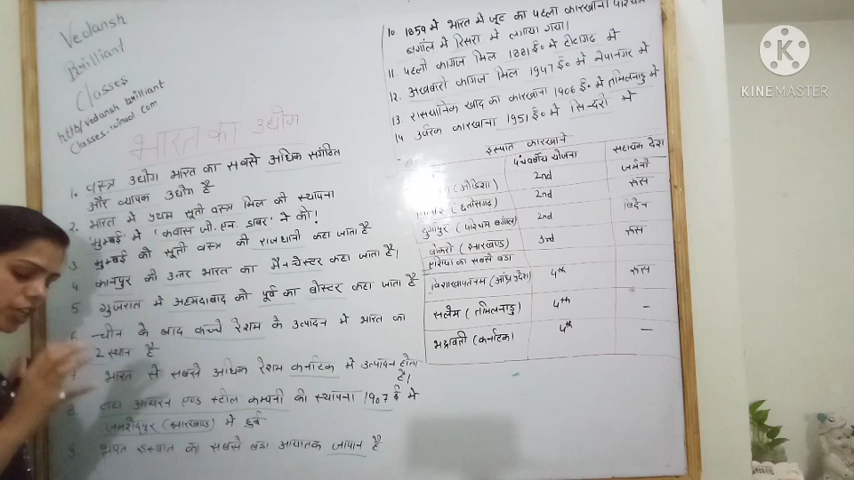 Vedansh
Brilliant
Classes
http/vedansh brilliant
classes.
भारत का उद्योग
1. वस्त्र उद्योग भारत का सबसे अधिक संगठित
और व्यापक उद्योग है
2. भारत में प्रथम सूती वस्त्र मिल की स्थापना
मुम्बई में 'कवास जी. एन. डाबर' ने की!
3 मुम्बई को सूती वस्त्र की राजधानी कहा जाता है
4 कानपुर को उत्तर भारत का मैनचेस्टर कहा जाता है।
5 गुजरात में अहमदाबाद को पूर्व का बोस्टन कहा जाता है
चीन के बाद कच्चे रेशम के उत्पादन में भारत का
2 स्थान है
भारत में सबसे अधिक रेशम कर्नाटक में उत्पादन होता
है।
8. टाटा आयरन एण्ड स्टील कम्पनी की स्थापना 1907 ई में
जमशेदपुर (झारखण्ड) में हुई
भारत इस्पात का सबसे बडा आयातक जापान है
10. 1859 में भारत में जूट का पहला कारखाना पश्चिम
बंगाल में रिसरा में लगाया गया।
11. पहली कागज मिल 1881 ई० में टीटागढ में
12. अखबारी कागज मिल 1947 ई० में नेपानगर में
13 रासायनिक खाद का कारखाना 1906 ई० में तमिलनाडु में
14 उर्वरक कारखाना 1951 ई० में सिन्दरी में
इस्पात कारखाने
पंचवर्षीय योजना सहायक देश
(ओडिशा) 2nd जर्मनी
(छत्तीसगढ) 2nd रूस
दुर्गापुर (पश्चिम बंगाल) 2nd ब्रिटेन
बोकारो (झारखण्ड) 3rd रूस
एशिया का सबसे बडा
विशाखापतनम (आंध्र प्रदेश) 4th रूस
सलेम (तमिलनाडु) 4th –
भद्रावती (कर्नाटक) 4th –
KINEMASTER